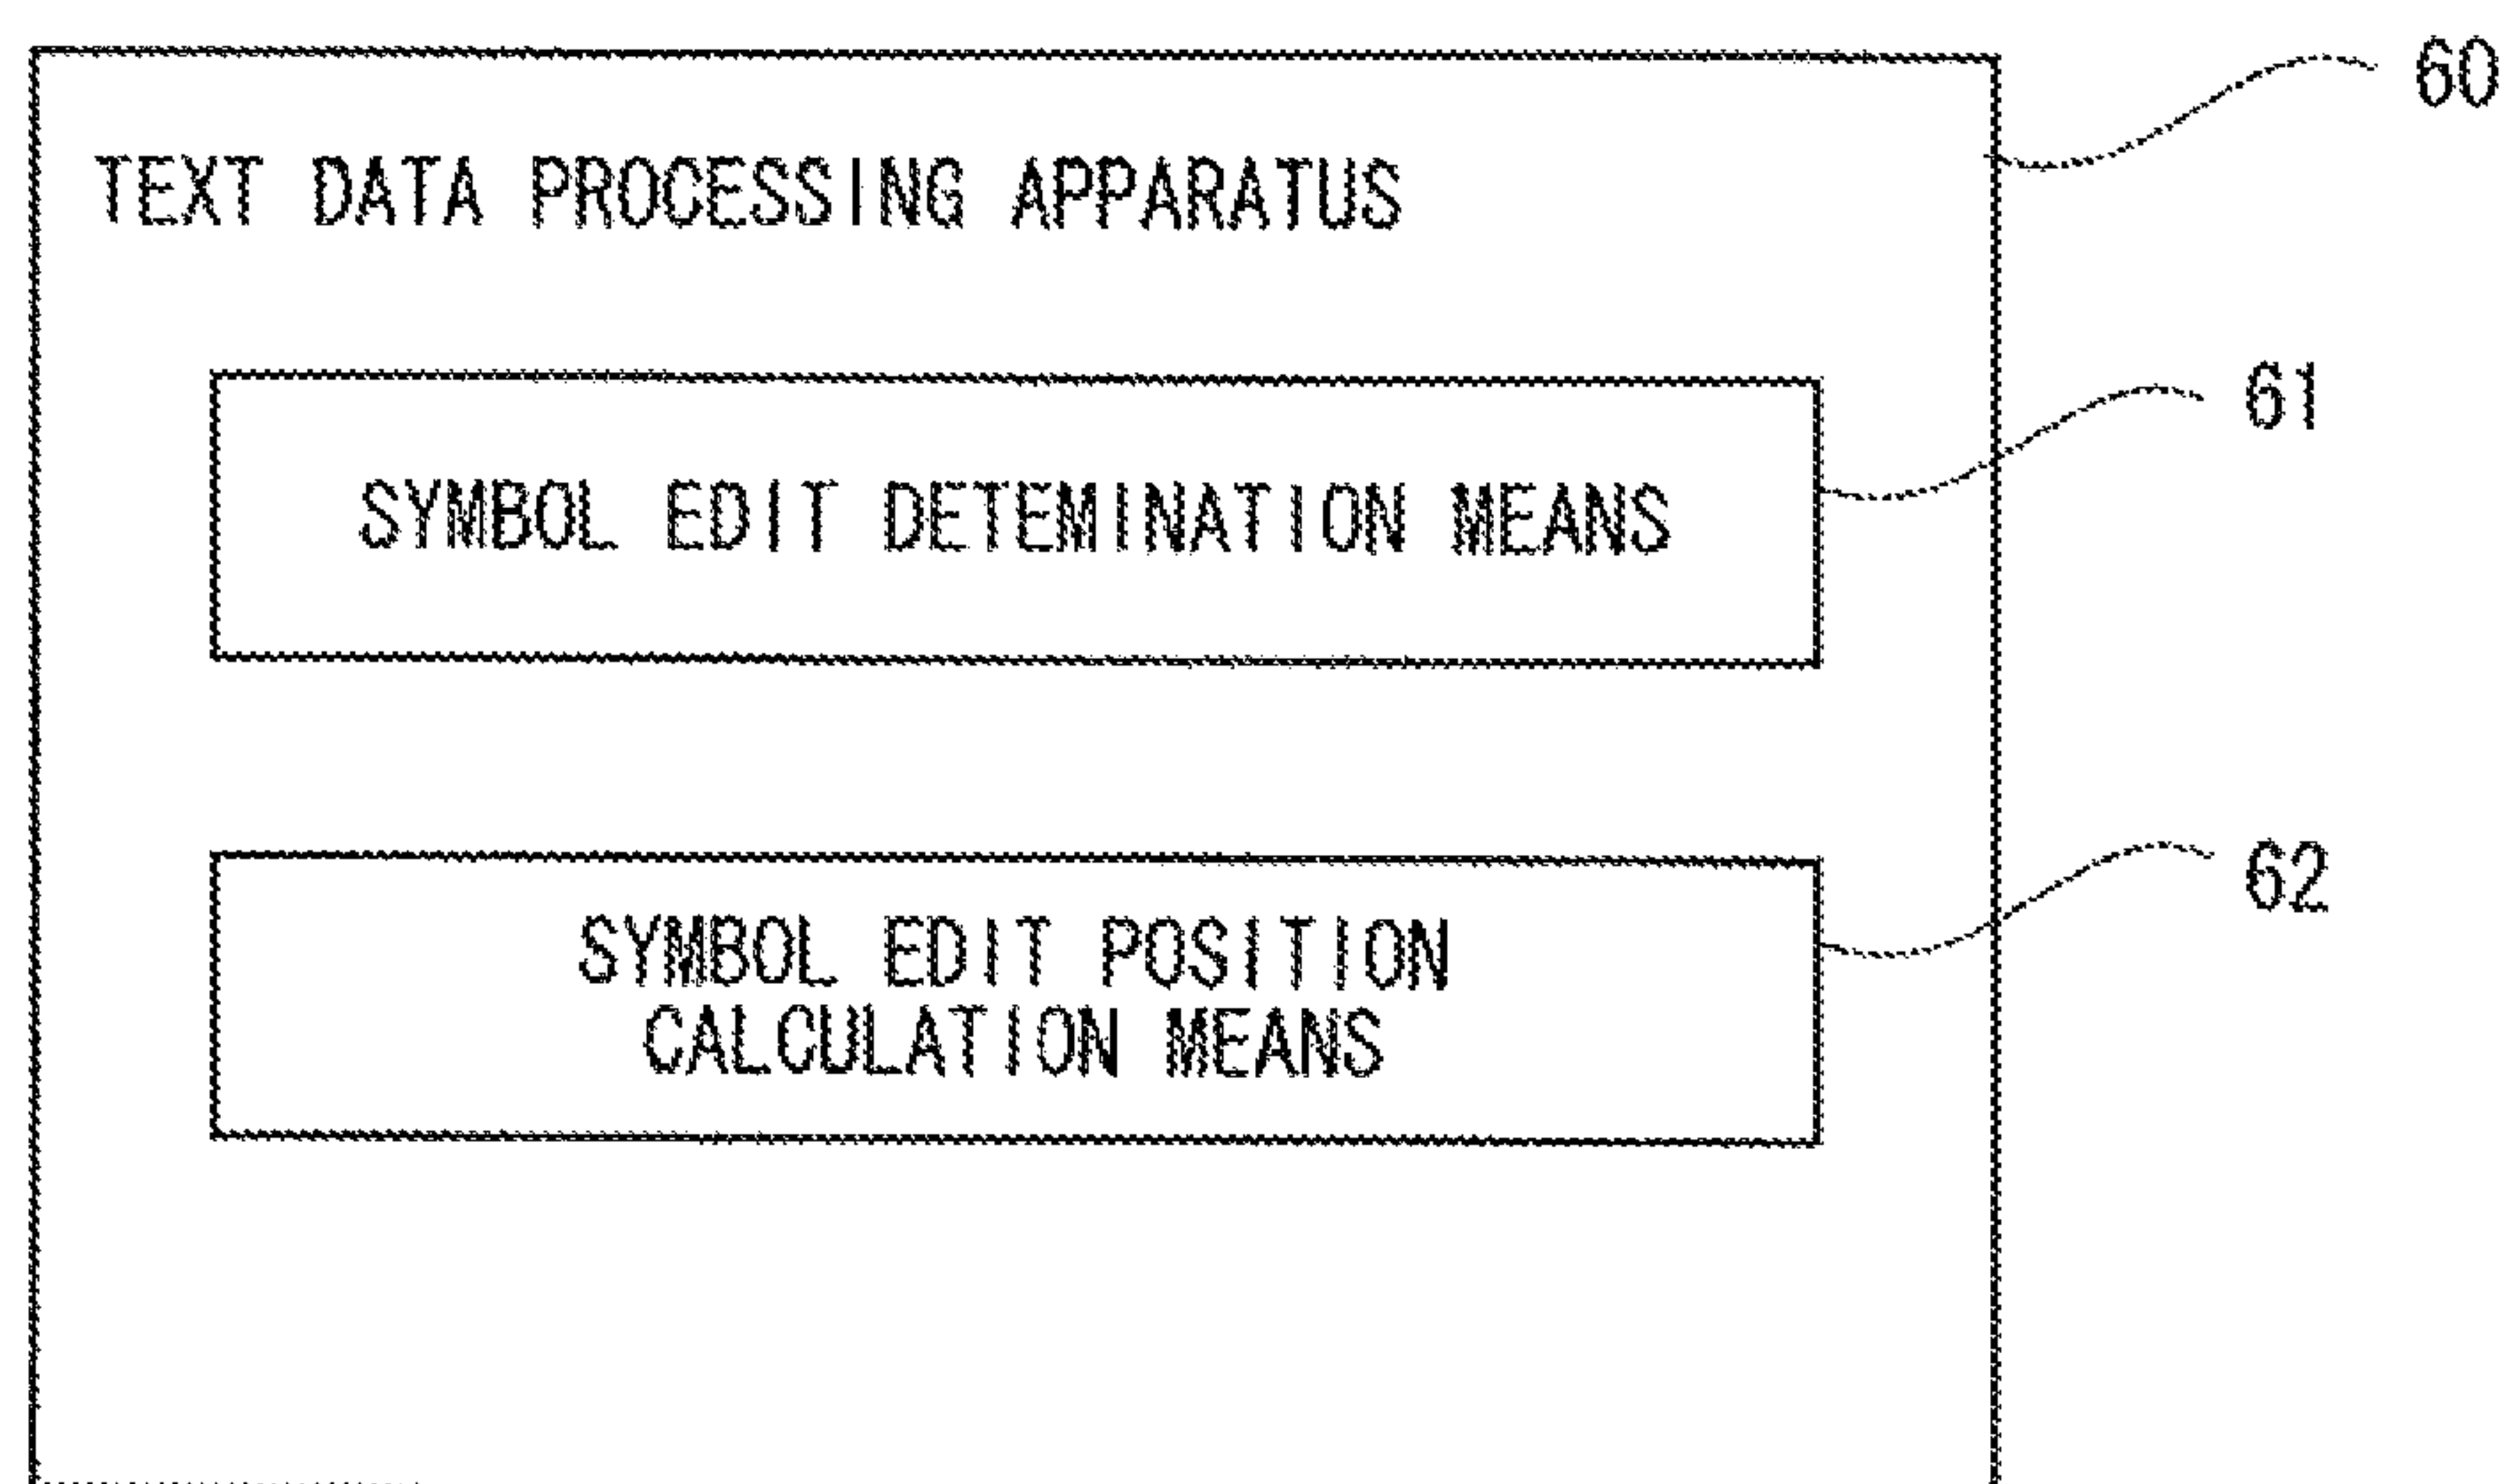 60
TEXT DATA PROCESSING APPARATUS
61
SYMBOL EDIT DETEMINATION MEANS
62
SYMBOL EDIT POSITION
CALCULATION MEANS